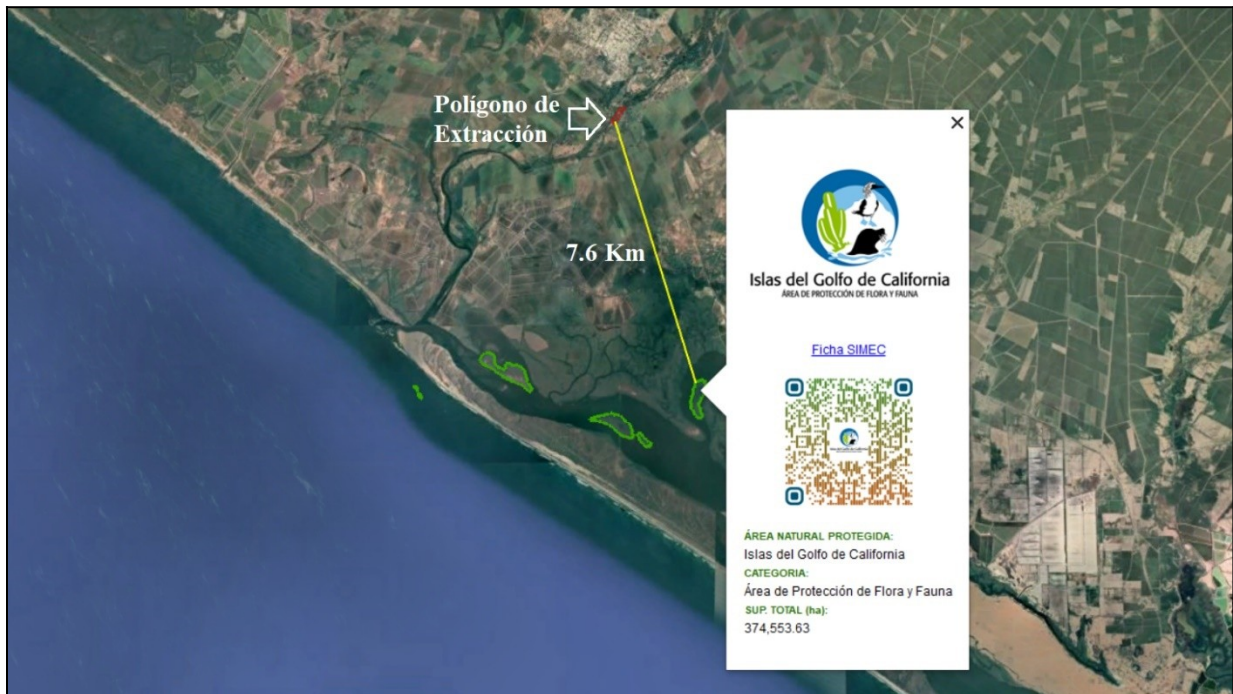 Polígono de
Extracción
7.6 Km
×
Islas del Golfo de California
ÁREA DE PROTECCIÓN DE FLORA Y FAUNA
Ficha SIMEC
ÁREA NATURAL PROTEGIDA:
Islas del Golfo de California
CATEGORIA:
Área de Protección de Flora y Fauna
SUP. TOTAL (ha):
374,553.63